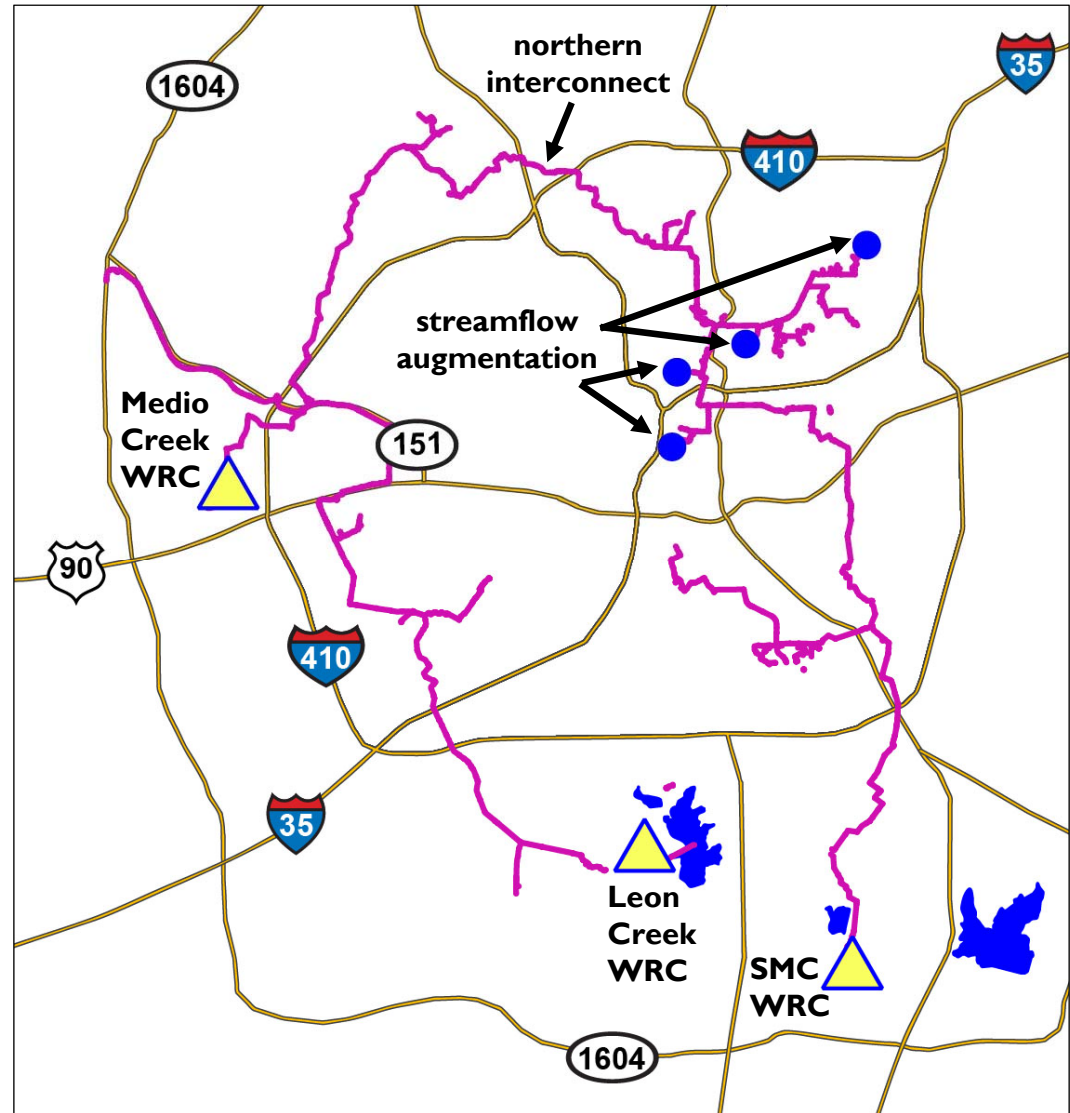 northern
interconnect
1604
35
410
streamflow
augmentation
Medio
Creek
WRC
151
90
410
35
Leon
Creek
WRC
SMC
WRC
1604